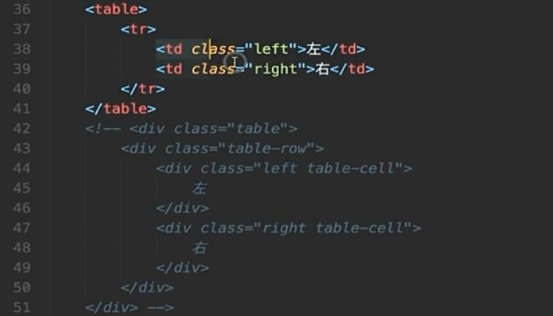 36 <table>
37 <tr>
38 <td class="left">左</td>
39 <td class="right">右</td>
40 </tr>
41 </table>
42 <!-- <div class="table">
43 <div class="table-row">
44 <div class="left table-cell">
45 左
46 </div>
47 <div class="right table-cell">
48 右
49 </div>
50 </div>
51 </div> -->